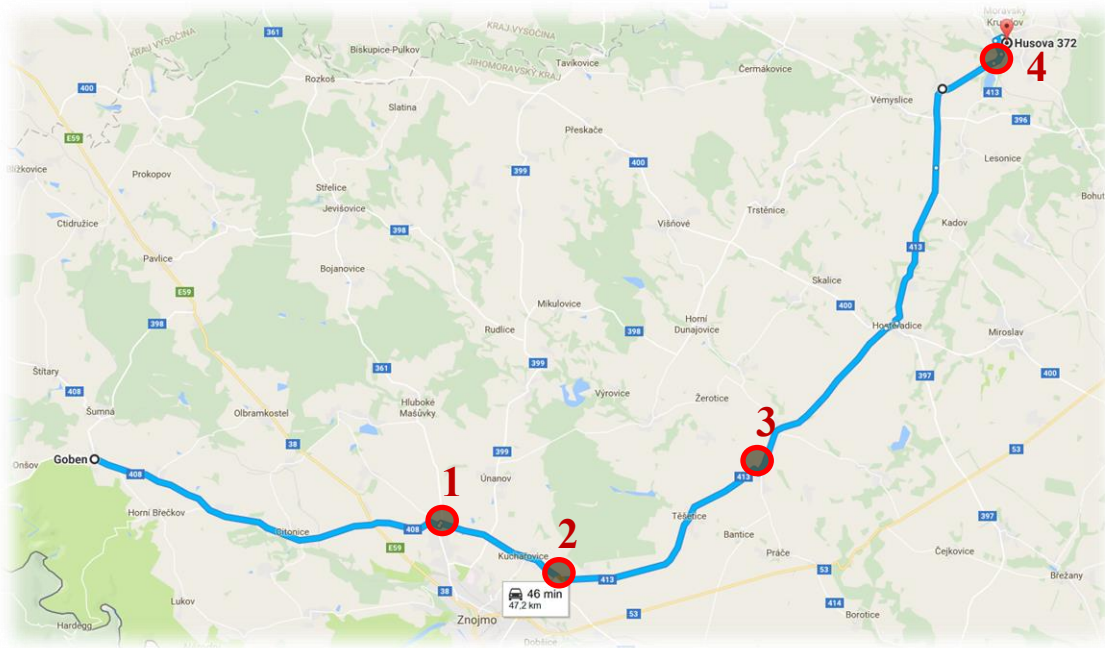 Moravský
Krumlov
KRAJ VYSOČINA
KRAJ VYSOČINA
361
Husova 372
Biskupice-Pulkov
Tavíkovice
4
JIHOMORAVSKÝ KRAJ
Čermákovice
Rozkoš
400
413
Slatina
Vémyslice
396
Přeskače
E59
Lesonice
400
399
Prokopov
Střelice
Bohut
Jevišovice
Trstěnice
Ctidružice
Višňové
Kadov
398
413
Pavlice
Bojanovice
Skalice
E59
Mikulovice
400
Horní
Dunajovice
398
Rudlice
398
Hostěradice
Miroslav
399
361
Štítary
397
400
408
Výrovice
Žerotice
Hluboké
Mašůvky
Šumná
Olbramkostel
3
38
399
Goben
Onšov
408
413
Únanov
1
Horní Břečkov
Těšetice
397
408
Citonice
2
Bantice
E59
Kuchařovice
Práče
Čejkovice
53
Břežany
413
46 min
47,2 km
38
Lukov
414
53
Borotice
Znojmo
Hardegg
Dobšice